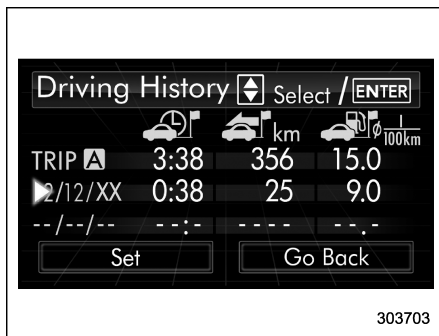 Driving History Select / ENTER
km ø l/100km
TRIP A 3:38 356 15.0
2/12/XX 0:38 25 9.0
--/--/-- --:- ---- --.-
Set Go Back
303703